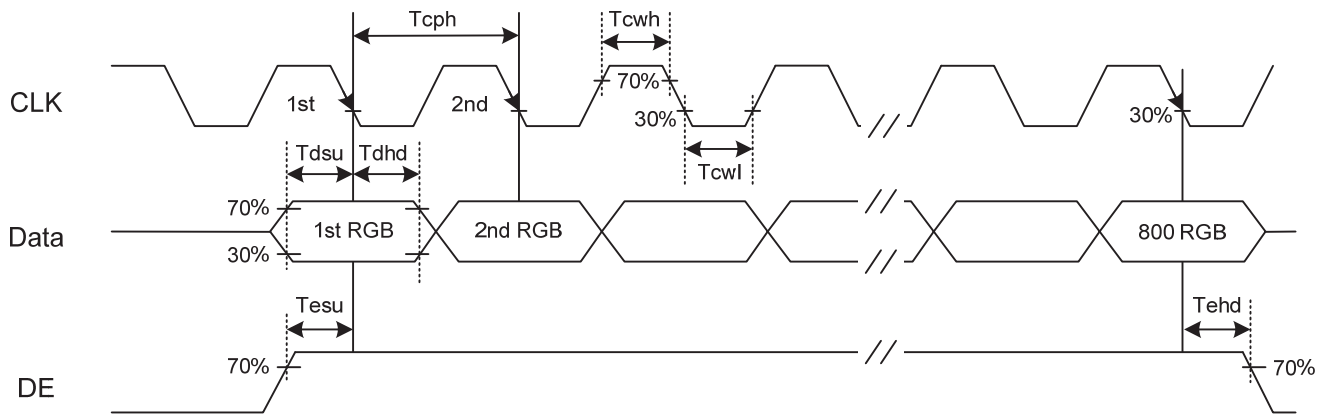 Tcph
Tcwh
CLK
1st
2nd
70%
30%
30%
Tdsu
Tdhd
Tcwl
70%
Data
1st RGB
2nd RGB
800 RGB
30%
Tesu
Tehd
70%
70%
DE